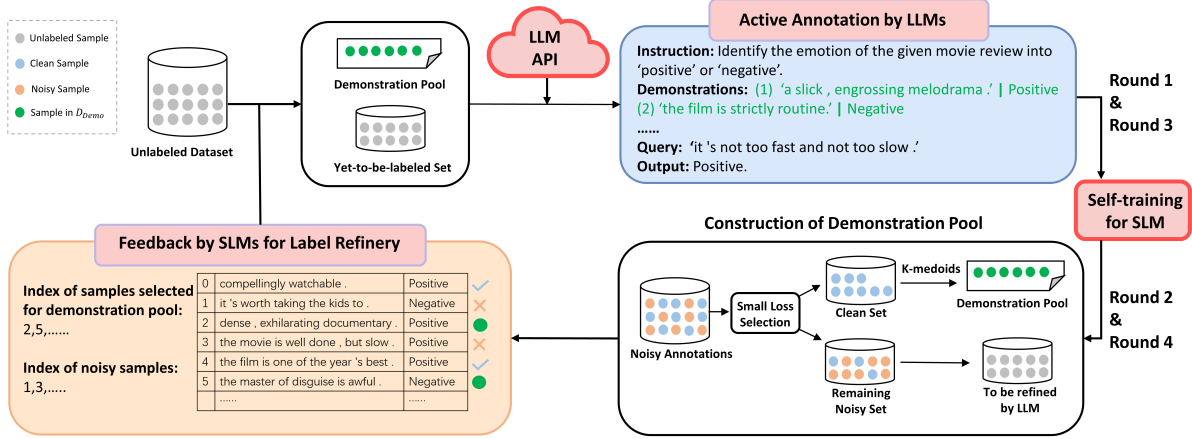 Unlabeled Sample
Clean Sample
Noisy Sample
Sample in D_Demo
Unlabeled Dataset
Demonstration Pool
Yet-to-be-labeled Set
LLM
API
Active Annotation by LLMs
Instruction: Identify the emotion of the given movie review into
‘positive’ or ‘negative’.
Demonstrations: (1) ‘a slick , engrossing melodrama .’ | Positive
(2) ‘the film is strictly routine.’ | Negative
......
Query: ‘it 's not too fast and not too slow .’
Output: Positive.
Round 1
&
Round 3
Self-training
for SLM
Round 2
&
Round 4
Construction of Demonstration Pool
Noisy Annotations
Small Loss
Selection
Clean Set
K-medoids
Demonstration Pool
Remaining
Noisy Set
To be refined
by LLM
Feedback by SLMs for Label Refinery
Index of samples selected
for demonstration pool:
2,5,......
Index of noisy samples:
1,3,.....
0 compellingly watchable . Positive
1 it 's worth taking the kids to . Negative
2 dense , exhilarating documentary . Positive
3 the movie is well done , but slow . Positive
4 the film is one of the year 's best . Positive
5 the master of disguise is awful . Negative
...... ......